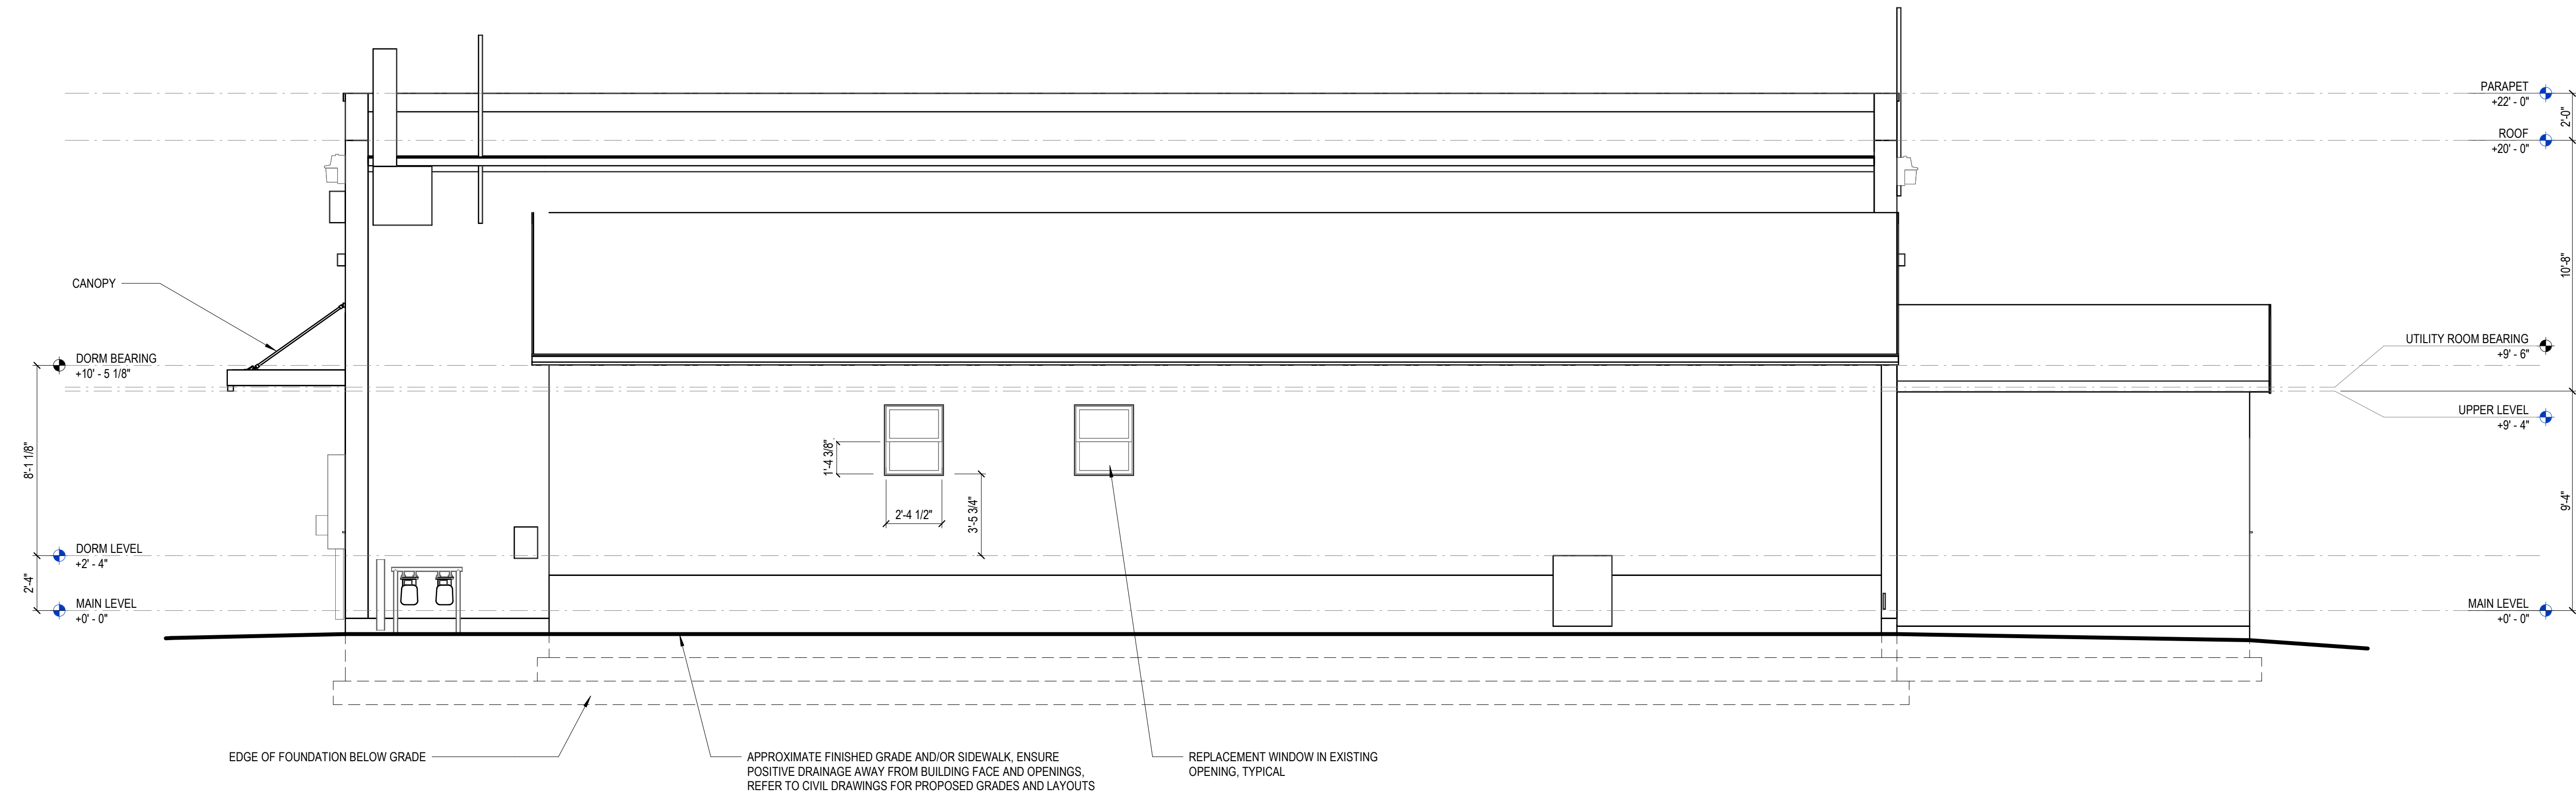 PARAPET
+22' - 0"
2'-0"
ROOF
+20' - 0"
10'-8"
CANOPY
UTILITY ROOM BEARING
+9' - 6"
DORM BEARING
+10' - 5 1/8"
UPPER LEVEL
+9' - 4"
8'-1 1/8"
1'-4 3/8"
2'-4 1/2"
3'-5 3/4"
9'-4"
DORM LEVEL
+2' - 4"
2'-4"
MAIN LEVEL
+0' - 0"
MAIN LEVEL
+0' - 0"
EDGE OF FOUNDATION BELOW GRADE
APPROXIMATE FINISHED GRADE AND/OR SIDEWALK, ENSURE
POSITIVE DRAINAGE AWAY FROM BUILDING FACE AND OPENINGS,
REFER TO CIVIL DRAWINGS FOR PROPOSED GRADES AND LAYOUTS
REPLACEMENT WINDOW IN EXISTING
OPENING, TYPICAL